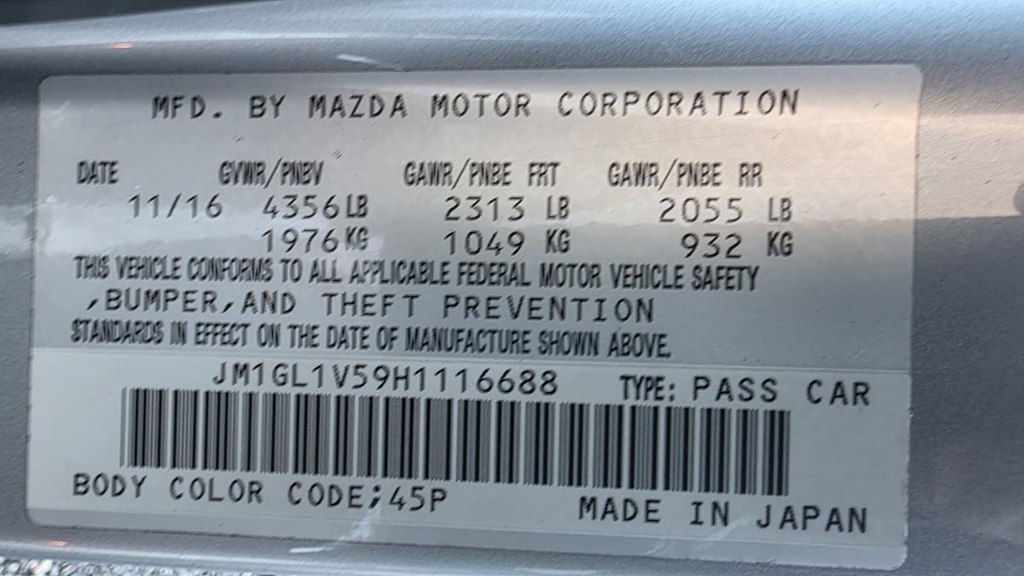 MFD. BY MAZDA MOTOR CORPORATION
DATE GVWR/PNBV GAWR/PNBE FRT GAWR/PNBE RR
11/16 4356 LB 2313 LB 2055 LB
1976 KG 1049 KG 932 KG
THIS VEHICLE CONFORMS TO ALL APPLICABLE FEDERAL MOTOR VEHICLE SAFETY
,BUMPER,AND THEFT PREVENTION
STANDARDS IN EFFECT ON THE DATE OF MANUFACTURE SHOWN ABOVE.
JM1GL1V59H1116688 TYPE: PASS CAR
BODY COLOR CODE;45P MADE IN JAPAN